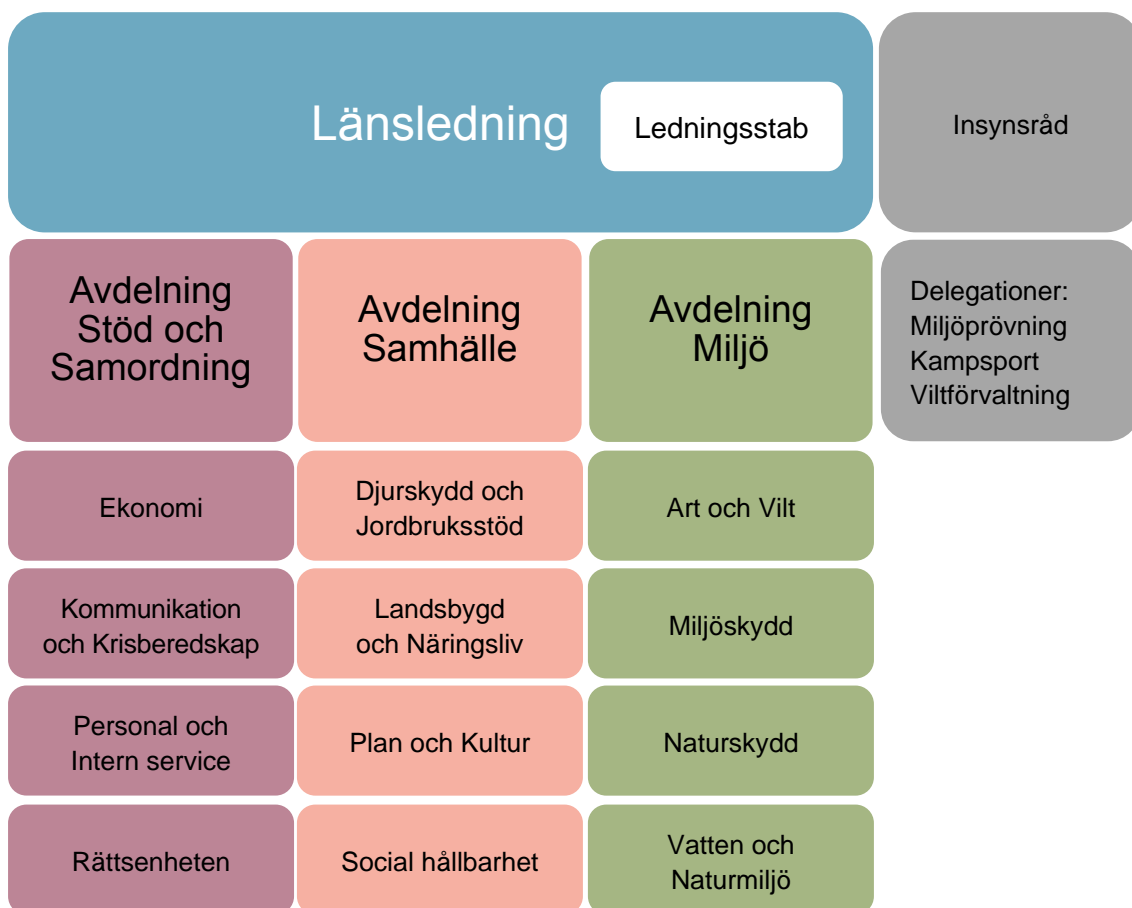 Länsledning
Ledningsstab
Insynsråd
Avdelning
Stöd och
Samordning
Avdelning
Samhälle
Avdelning
Miljö
Delegationer:
Miljöprövning
Kampsport
Viltförvaltning
Ekonomi
Djurskydd och
Jordbruksstöd
Art och Vilt
Kommunikation
och Krisberedskap
Landsbygd
och Näringsliv
Miljöskydd
Personal och
Intern service
Plan och Kultur
Naturskydd
Rättsenheten
Social hållbarhet
Vatten och
Naturmiljö